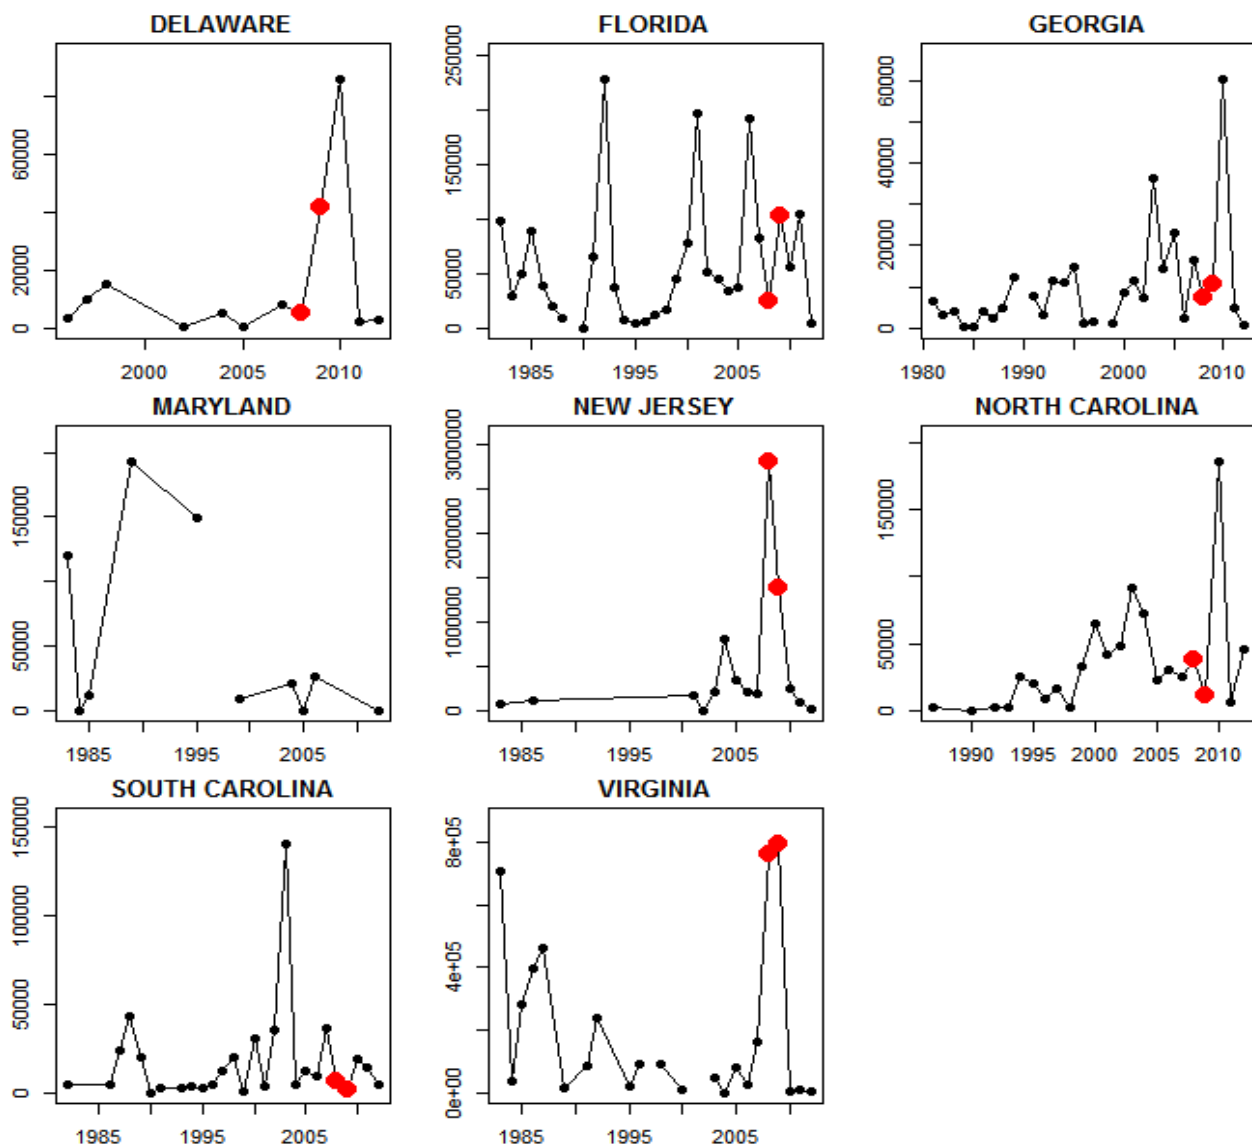 DELAWARE FLORIDA GEORGIA
0 20000 60000
0 50000 150000 250000
0 20000 40000 60000
2000 2005 2010
1985 1995 2005
1980 1990 2000 2010
MARYLAND NEW JERSEY NORTH CAROLINA
0 50000 150000
0 1000000 2000000 3000000
0 50000 150000
1985 1995 2005
1985 1995 2005
1990 1995 2000 2005 2010
SOUTH CAROLINA VIRGINIA
0 50000 100000 150000
0e+00 4e+05 8e+05
1985 1995 2005
1985 1995 2005